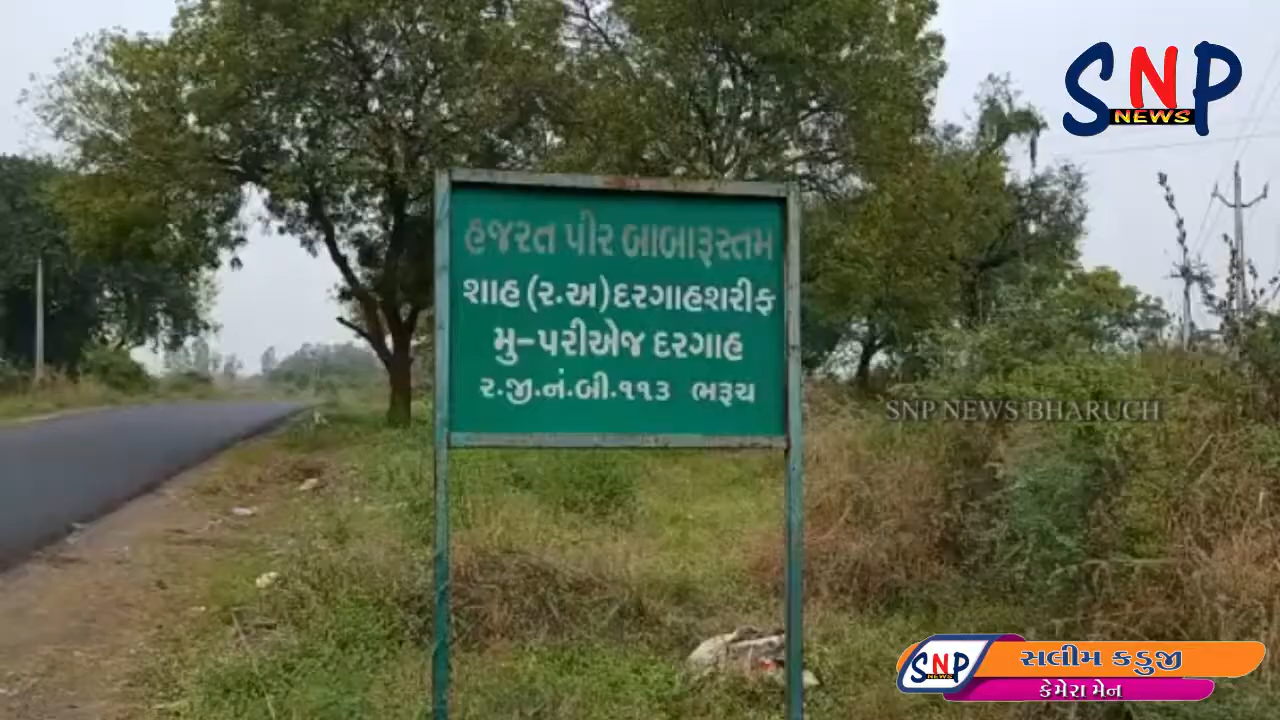 SNP
NEWS
હજરત પીર બાબારૂસ્તમ
શાહ (ર.અ) દરગાહશરીફ
મુ-પરીએજ દરગાહ
ર.જી.નં.બી.૧૧૩ ભરૂચ
SNP NEWS BHARUCH
SNP
NEWS
સલીમ કડુજી
કેમેરા મેન